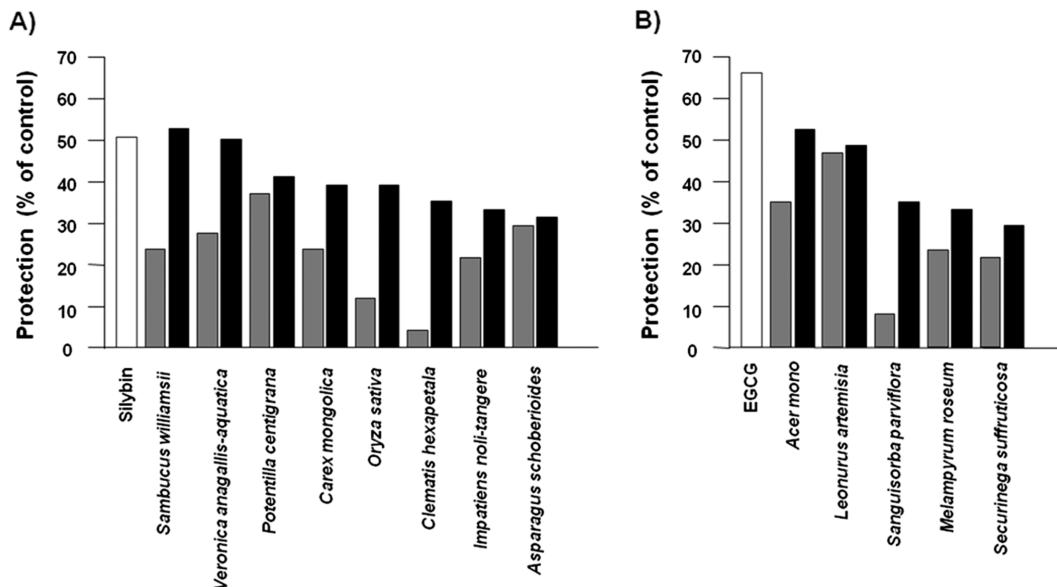 A)
Protection (% of control)
70
60
50
40
30
20
10
0
Silybin
Sambucus williamsii
Veronica anagallis-aquatica
Potentilla centigrana
Carex mongolica
Oryza sativa
Clematis hexapetala
Impatiens noli-tangere
Asparagus schoberioides
B)
Protection (% of control)
70
60
50
40
30
20
10
0
EGCG
Acer mono
Leonurus artemisia
Sanguisorba parviflora
Melampyrum roseum
Securinega suffruticosa